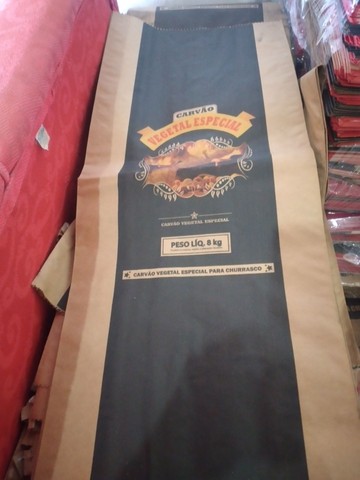 CARVÃO
VEGETAL ESPECIAL
CARVÃO VEGETAL ESPECIAL
PESO LÍQ. 8 kg
CARVÃO VEGETAL ESPECIAL PARA CHURRASCO